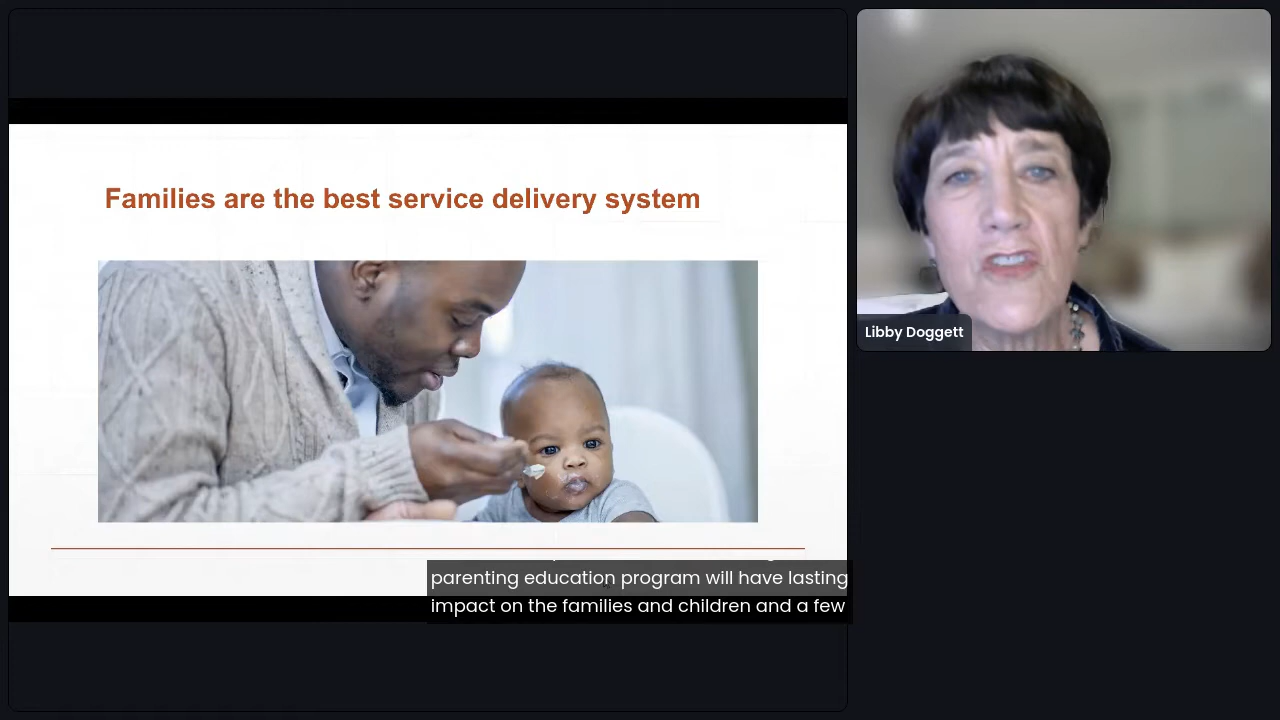 Families are the best service delivery system
Libby Doggett
parenting education program will have lasting
impact on the families and children and a few